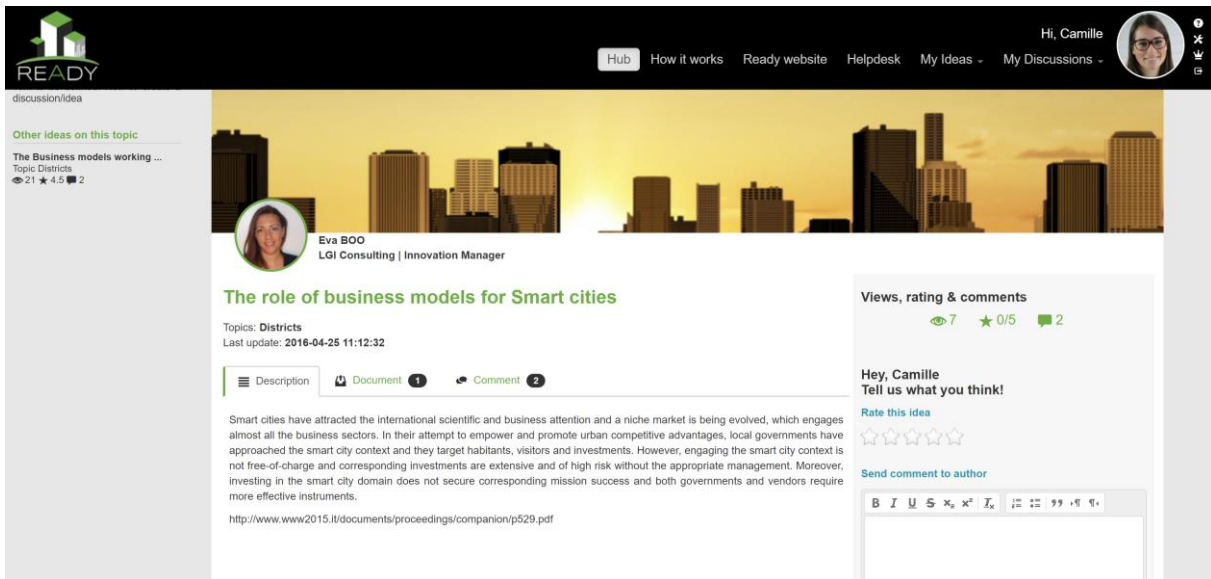 READY
Hi, Camille
Hub How it works Ready website Helpdesk My Ideas My Discussions
discussion/idea
Other ideas on this topic
The Business models working ...
Topic Districts
21 4.5 2
Eva BOO
LGI Consulting | Innovation Manager
The role of business models for Smart cities
Topics: Districts
Last update: 2016-04-25 11:12:32
Description Document 1 Comment 2
Smart cities have attracted the international scientific and business attention and a niche market is being evolved, which engages
almost all the business sectors. In their attempt to empower and promote urban competitive advantages, local governments have
approached the smart city context and they target habitants, visitors and investments. However, engaging the smart city context is
not free-of-charge and corresponding investments are extensive and of high risk without the appropriate management. Moreover,
investing in the smart city domain does not secure corresponding mission success and both governments and vendors require
more effective instruments.
http://www.www2015.it/documents/proceedings/companion/p529.pdf
Views, rating & comments
7 0/5 2
Hey, Camille
Tell us what you think!
Rate this idea
Send comment to author
B I U S x₂ x² Tx